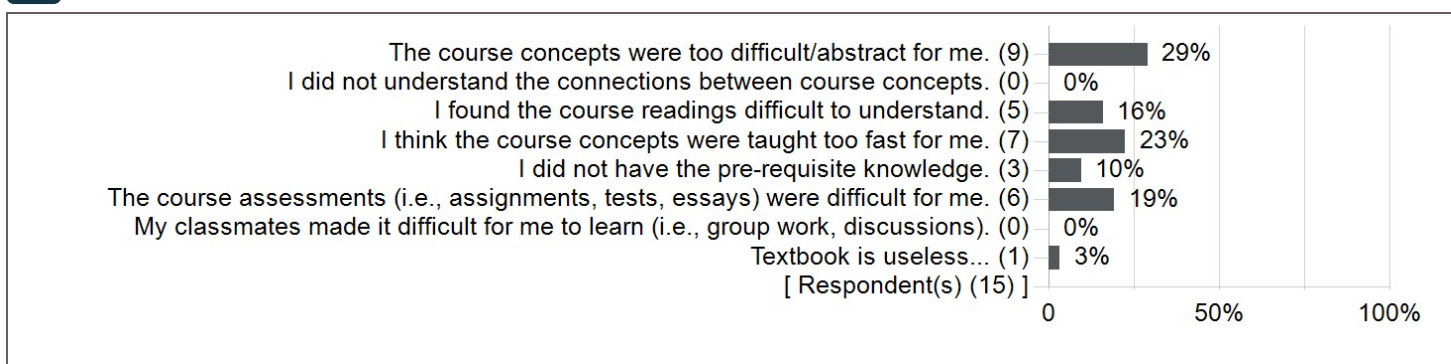 The course concepts were too difficult/abstract for me. (9) 29%
I did not understand the connections between course concepts. (0) 0%
I found the course readings difficult to understand. (5) 16%
I think the course concepts were taught too fast for me. (7) 23%
I did not have the pre-requisite knowledge. (3) 10%
The course assessments (i.e., assignments, tests, essays) were difficult for me. (6) 19%
My classmates made it difficult for me to learn (i.e., group work, discussions). (0) 0%
Textbook is useless... (1) 3%
[ Respondent(s) (15) ]
0 50% 100%